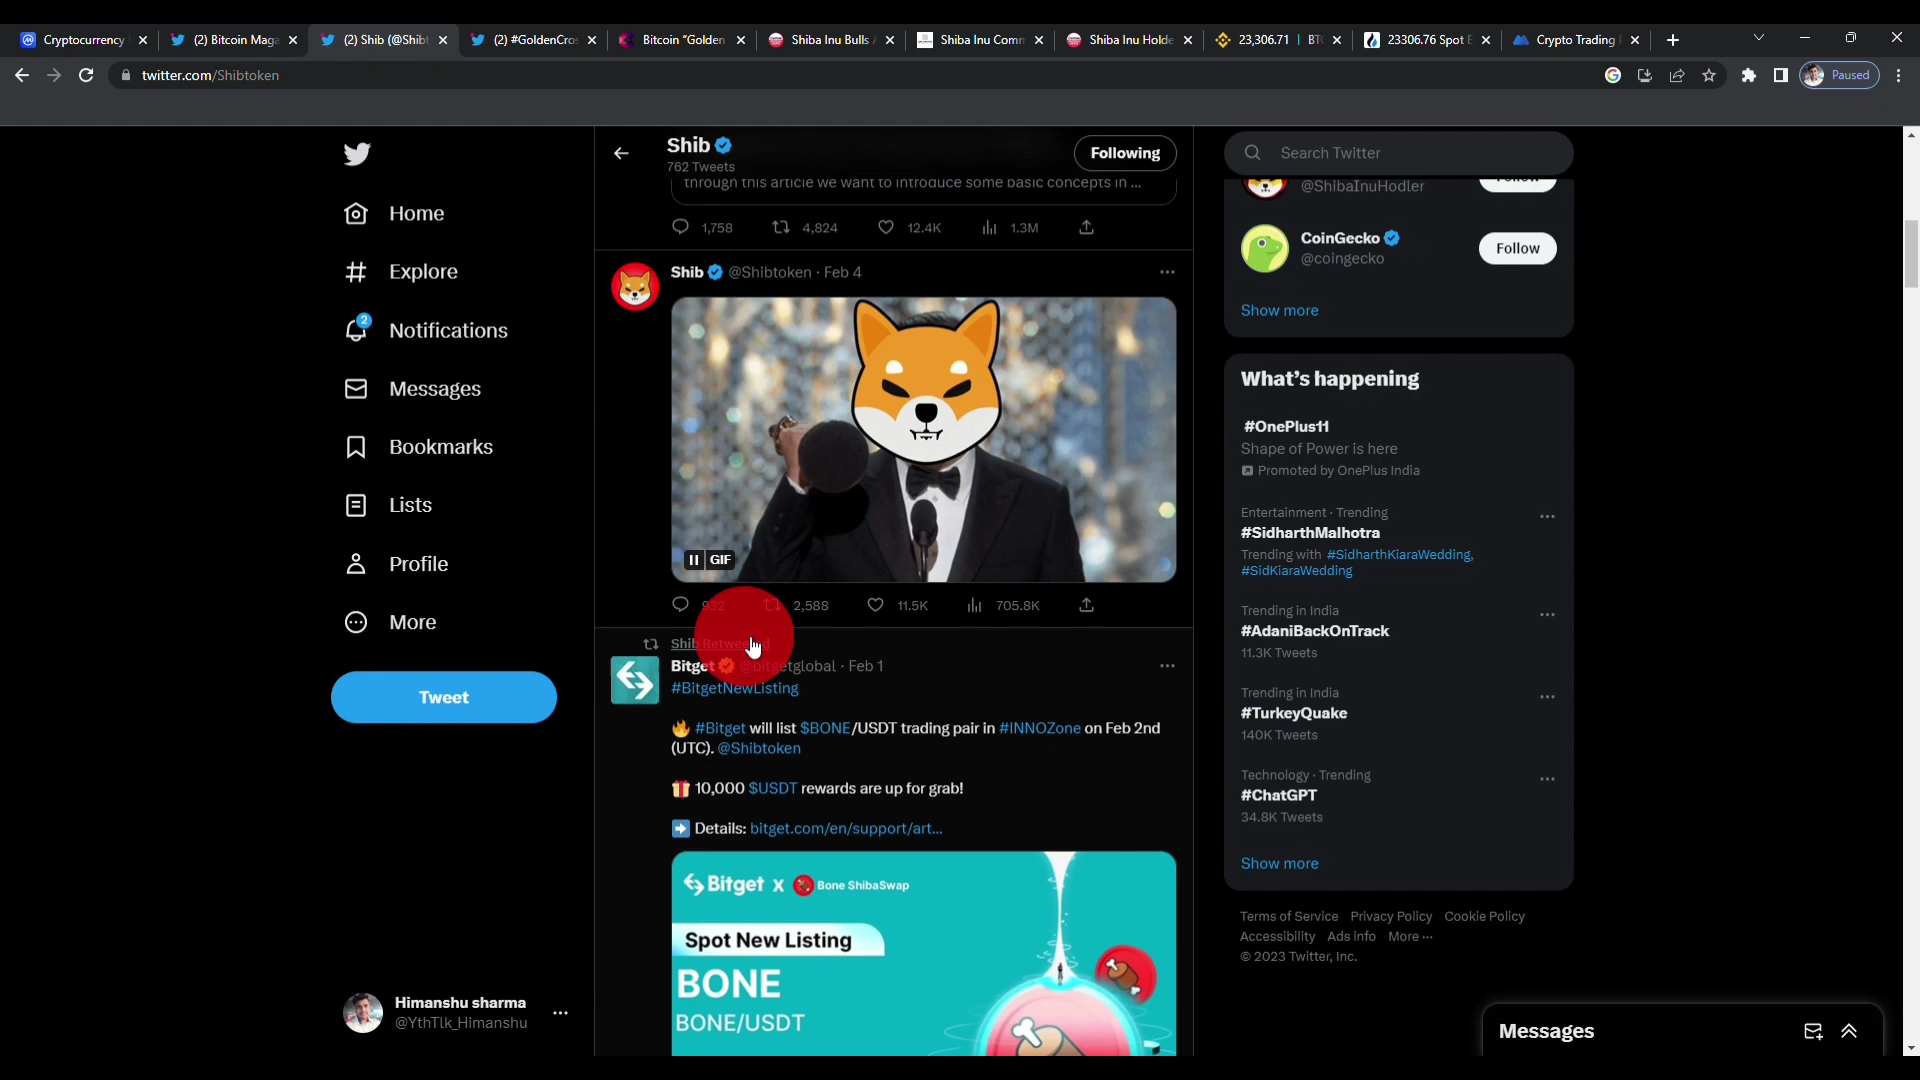 Cryptocurrency
(2) Bitcoin Maga
(2) Shib (@Shibt
(2) #GoldenCros
Bitcoin "Golden
Shiba Inu Bulls
Shiba Inu Comm
Shiba Inu Holde
23,306.71 | BTC
23306.76 Spot E
Crypto Trading
twitter.com/Shibtoken
Paused
Home
Explore
2
Notifications
Messages
Bookmarks
Lists
Profile
More
Tweet
Himanshu sharma
@YthTlk_Himanshu
Shib
762 Tweets
Following
through this article we want to introduce some basic concepts in ...
1,758 4,824 12.4K 1.3M
Shib @Shibtoken · Feb 4
GIF
2,588 11.5K 705.8K
Shib Retweeted
Bitget @bitgetglobal · Feb 1
#BitgetNewListing
🔥 #Bitget will list $BONE/USDT trading pair in #INNOZone on Feb 2nd
(UTC). @Shibtoken
🎁 10,000 $USDT rewards are up for grab!
➡️ Details: bitget.com/en/support/art...
Bitget x Bone ShibaSwap
Spot New Listing
BONE
BONE/USDT
Search Twitter
@ShibaInuHodler
Follow
CoinGecko
@coingecko
Follow
Show more
What's happening
#OnePlus11
Shape of Power is here
Promoted by OnePlus India
Entertainment · Trending
#SidharthMalhotra
Trending with #SidharthKiaraWedding,
#SidKiaraWedding
Trending in India
#AdaniBackOnTrack
11.3K Tweets
Trending in India
#TurkeyQuake
140K Tweets
Technology · Trending
#ChatGPT
34.8K Tweets
Show more
Terms of Service Privacy Policy Cookie Policy
Accessibility Ads info More ···
© 2023 Twitter, Inc.
Messages